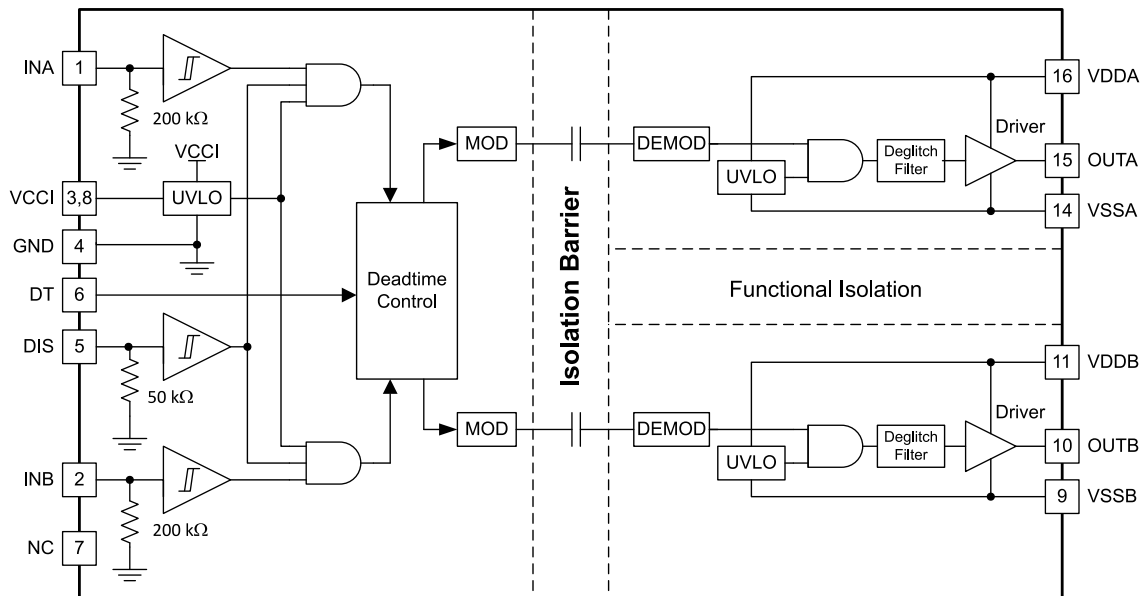 INA
1
200 kΩ
VCCI
VCCI
3,8
UVLO
GND
4
DT
6
DIS
5
50 kΩ
INB
2
200 kΩ
NC
7
Deadtime
Control
MOD
MOD
Isolation Barrier
DEMOD
UVLO
Deglitch
Filter
Driver
16
VDDA
15
OUTA
14
VSSA
Functional Isolation
DEMOD
UVLO
Deglitch
Filter
Driver
11
VDDB
10
OUTB
9
VSSB